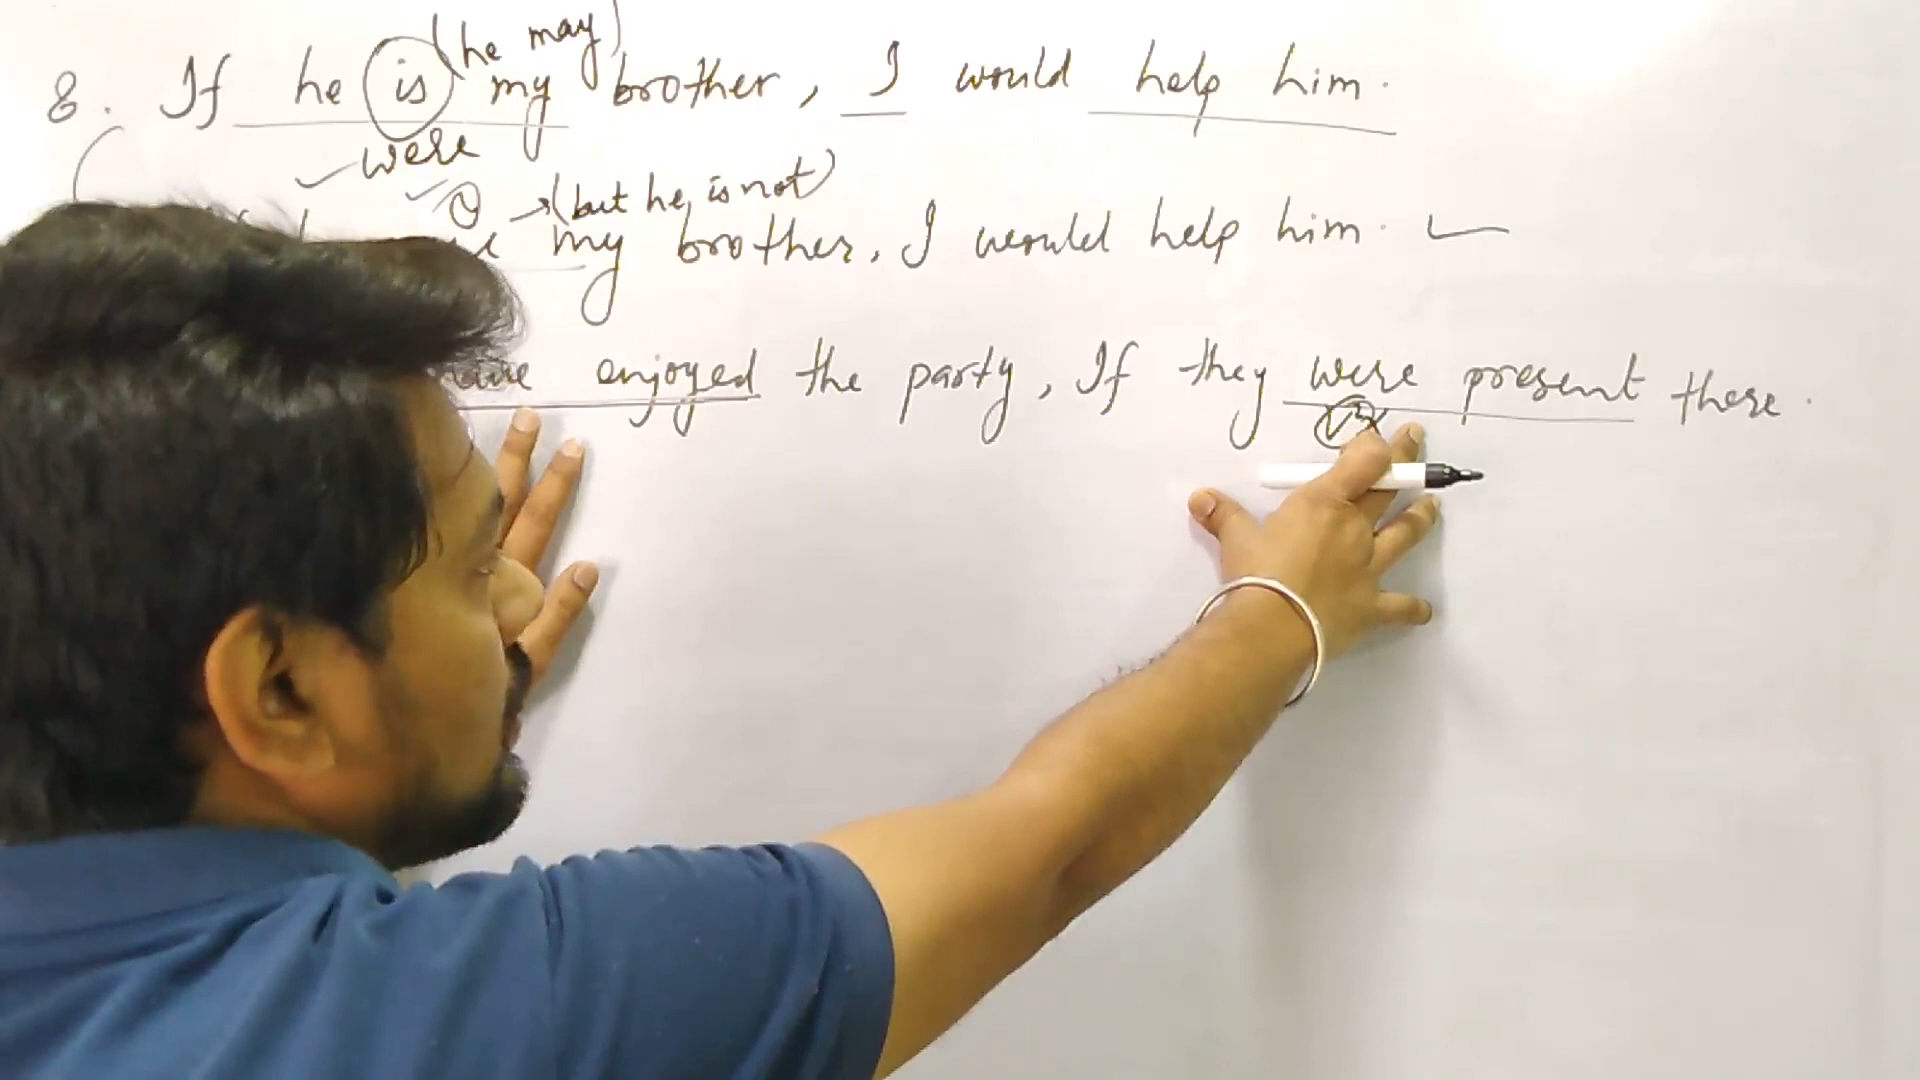 (he may)
8. If he is my brother, I would help him.
were
(but he is not)
my brother, I would help him.
enjoyed the party, If they were present there.